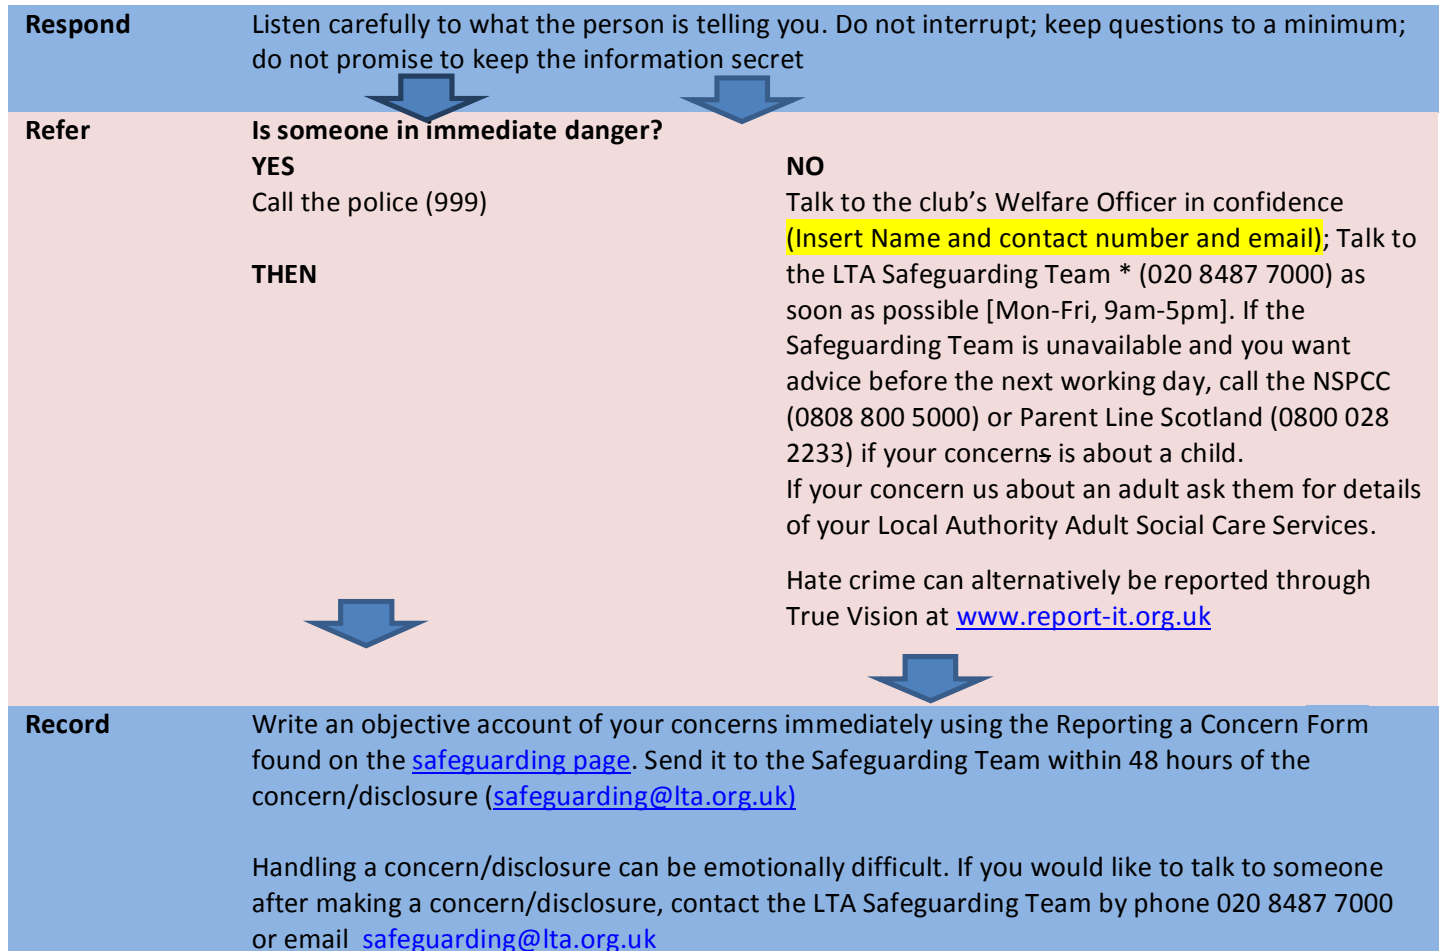 Respond Listen carefully to what the person is telling you. Do not interrupt; keep questions to a minimum;
do not promise to keep the information secret
Refer Is someone in immediate danger?
YES
Call the police (999)
THEN
NO
Talk to the club’s Welfare Officer in confidence
(Insert Name and contact number and email); Talk to
the LTA Safeguarding Team * (020 8487 7000) as
soon as possible [Mon-Fri, 9am-5pm]. If the
Safeguarding Team is unavailable and you want
advice before the next working day, call the NSPCC
(0808 800 5000) or Parent Line Scotland (0800 028
2233) if your concerns is about a child.
If your concern us about an adult ask them for details
of your Local Authority Adult Social Care Services.
Hate crime can alternatively be reported through
True Vision at www.report-it.org.uk
Record Write an objective account of your concerns immediately using the Reporting a Concern Form
found on the safeguarding page. Send it to the Safeguarding Team within 48 hours of the
concern/disclosure (safeguarding@lta.org.uk)
Handling a concern/disclosure can be emotionally difficult. If you would like to talk to someone
after making a concern/disclosure, contact the LTA Safeguarding Team by phone 020 8487 7000
or email safeguarding@lta.org.uk